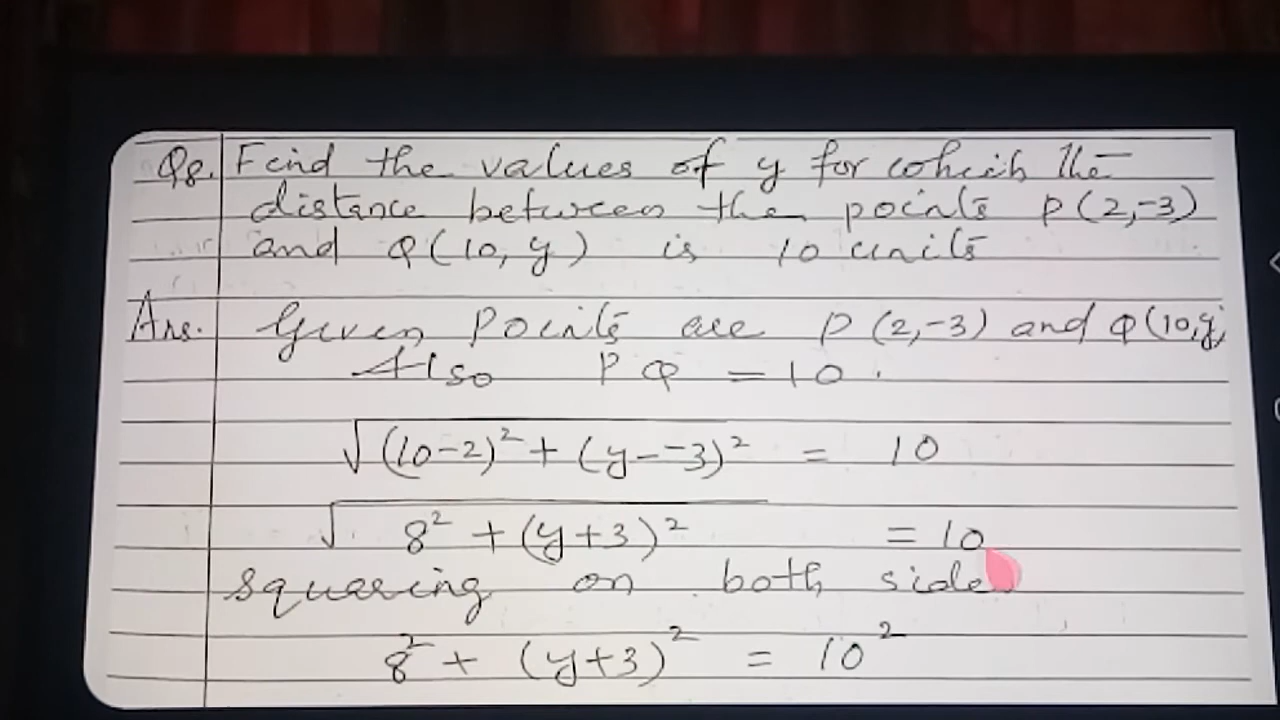 Q8. Find the values of y for which the
distance between the points P(2,-3)
and Q(10, y) is 10 units
Ans. Given Points are P(2,-3) and Q(10,y)
Also PQ = 10.
√(10-2)² + (y--3)² = 10
√8² + (y+3)² = 10
squaring on both side
8² + (y+3)² = 10²